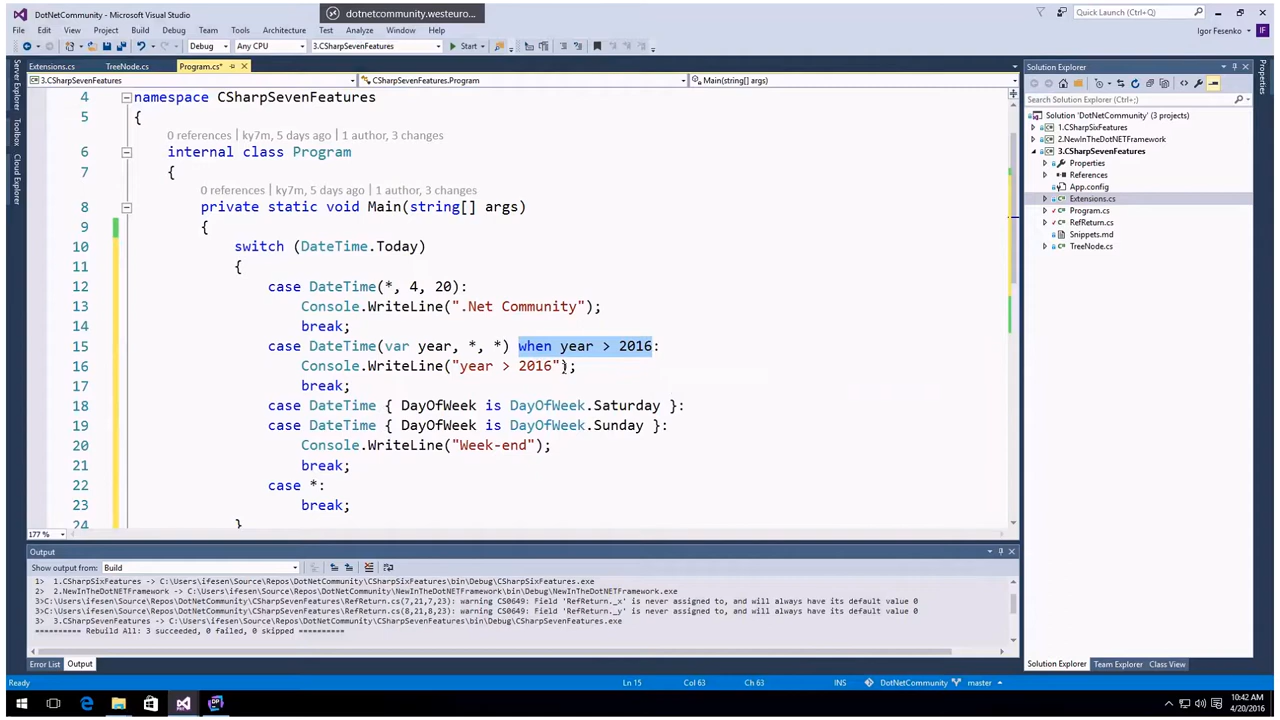 DotNetCommunity - Microsoft Visual Studio
dotnetcommunity.westeuro...
Quick Launch (Ctrl+Q)
File Edit View Project Build Debug Team Tools Architecture Test Analyze Window Help
Igor Fesenko IF
Debug Any CPU 3.CSharpSevenFeatures Start
Extensions.cs TreeNode.cs Program.cs*
3.CSharpSevenFeatures CSharpSevenFeatures.Program Main(string[] args)
4 namespace CSharpSevenFeatures
5 {
0 references | ky7m, 5 days ago | 1 author, 3 changes
6 internal class Program
7 {
0 references | ky7m, 5 days ago | 1 author, 3 changes
8 private static void Main(string[] args)
9 {
10 switch (DateTime.Today)
11 {
12 case DateTime(*, 4, 20):
13 Console.WriteLine(".Net Community");
14 break;
15 case DateTime(var year, *, *) when year > 2016:
16 Console.WriteLine("year > 2016");
17 break;
18 case DateTime { DayOfWeek is DayOfWeek.Saturday }:
19 case DateTime { DayOfWeek is DayOfWeek.Sunday }:
20 Console.WriteLine("Week-end");
21 break;
22 case *:
23 break;
24 }
177 %
Server Explorer
Toolbox
Cloud Explorer
Solution Explorer
Search Solution Explorer (Ctrl+;)
Solution 'DotNetCommunity' (3 projects)
1.CSharpSixFeatures
2.NewInTheDotNETFramework
3.CSharpSevenFeatures
Properties
References
App.config
Extensions.cs
Program.cs
RefReturn.cs
Snippets.md
TreeNode.cs
Properties
Output
Show output from: Build
1> 1.CSharpSixFeatures -> C:\Users\ifesen\Source\Repos\DotNetCommunity\CSharpSixFeatures\bin\Debug\CSharpSixFeatures.exe
2> 2.NewInTheDotNETFramework -> C:\Users\ifesen\Source\Repos\DotNetCommunity\NewInTheDotNETFramework\bin\Debug\NewInTheDotNETFramework.exe
3>C:\Users\ifesen\Source\Repos\DotNetCommunity\CSharpSevenFeatures\RefReturn.cs(7,21,7,23): warning CS0649: Field 'RefReturn._x' is never assigned to, and will always have its default value 0
3>C:\Users\ifesen\Source\Repos\DotNetCommunity\CSharpSevenFeatures\RefReturn.cs(8,21,8,23): warning CS0649: Field 'RefReturn._y' is never assigned to, and will always have its default value 0
3> 3.CSharpSevenFeatures -> C:\Users\ifesen\Source\Repos\DotNetCommunity\CSharpSevenFeatures\bin\Debug\CSharpSevenFeatures.exe
========== Rebuild All: 3 succeeded, 0 failed, 0 skipped ==========
Error List Output
Solution Explorer Team Explorer Class View
Ready Ln 15 Col 63 Ch 63 INS DotNetCommunity master
10:42 AM
4/20/2016